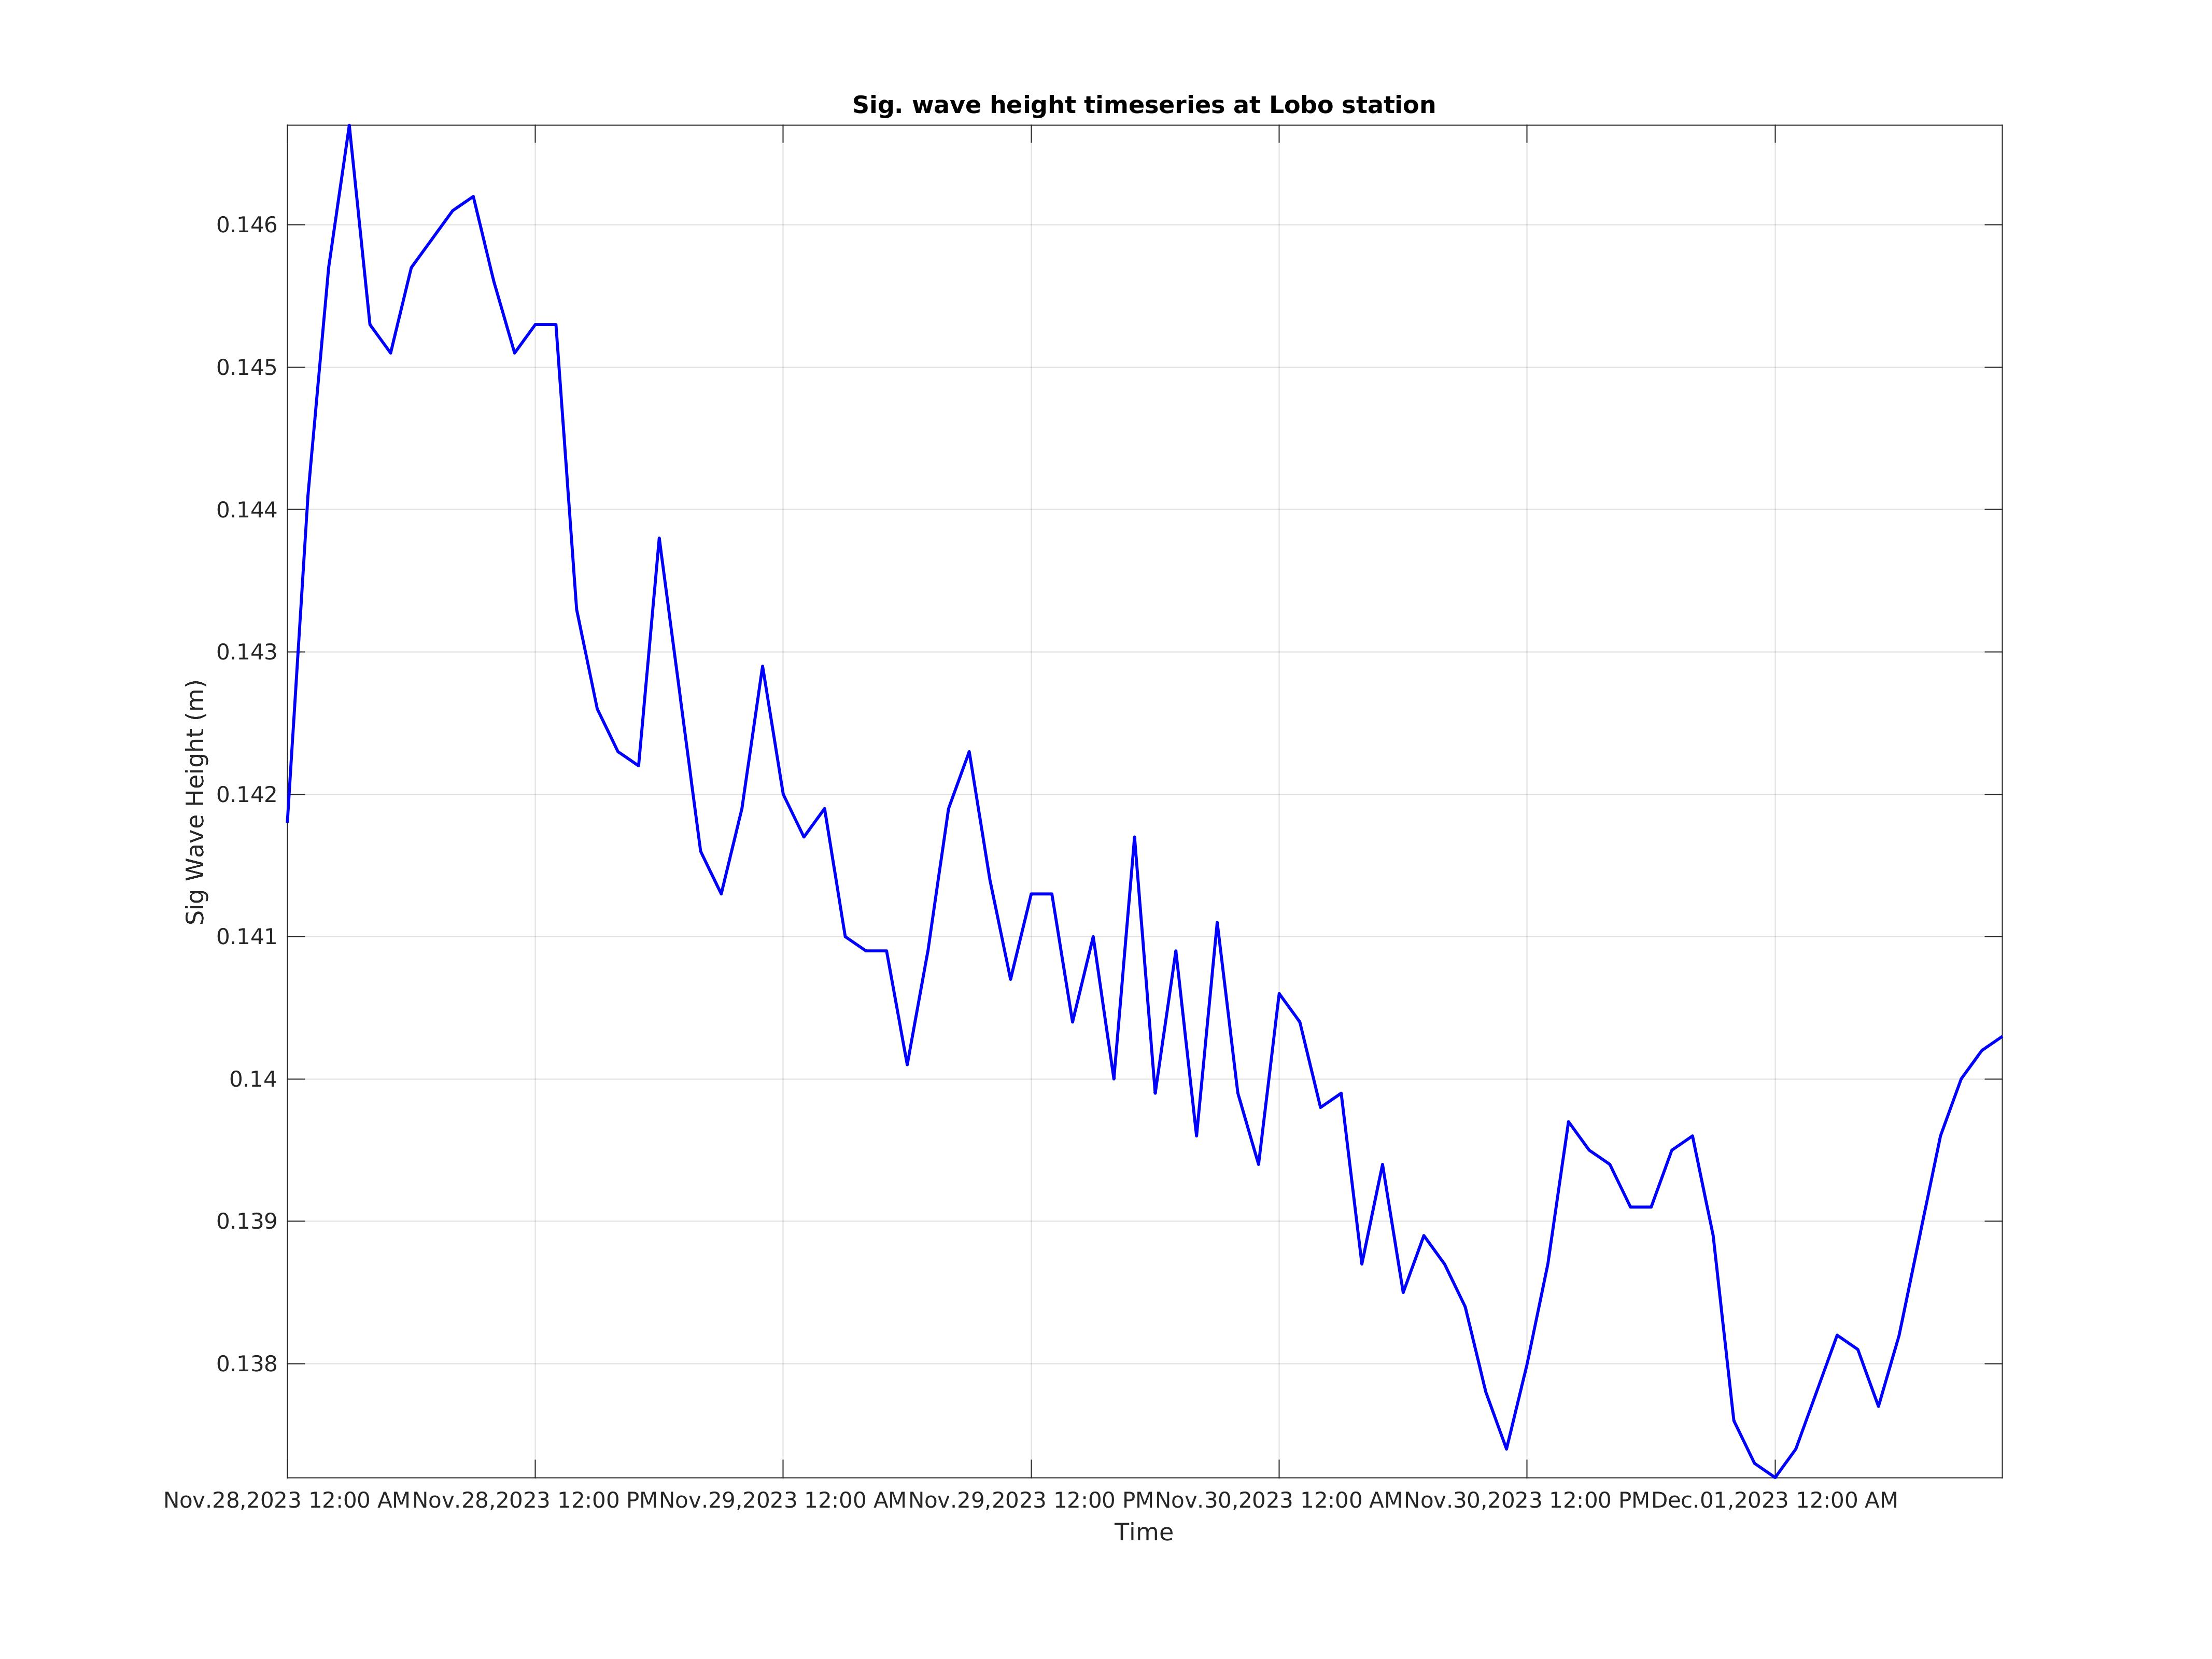 Sig. wave height timeseries at Lobo station
0.146
0.145
0.144
0.143
0.142
0.141
0.14
0.139
0.138
Sig Wave Height (m)
Nov.28,2023 12:00 AM Nov.28,2023 12:00 PM Nov.29,2023 12:00 AM Nov.29,2023 12:00 PM Nov.30,2023 12:00 AM Nov.30,2023 12:00 PM Dec.01,2023 12:00 AM
Time